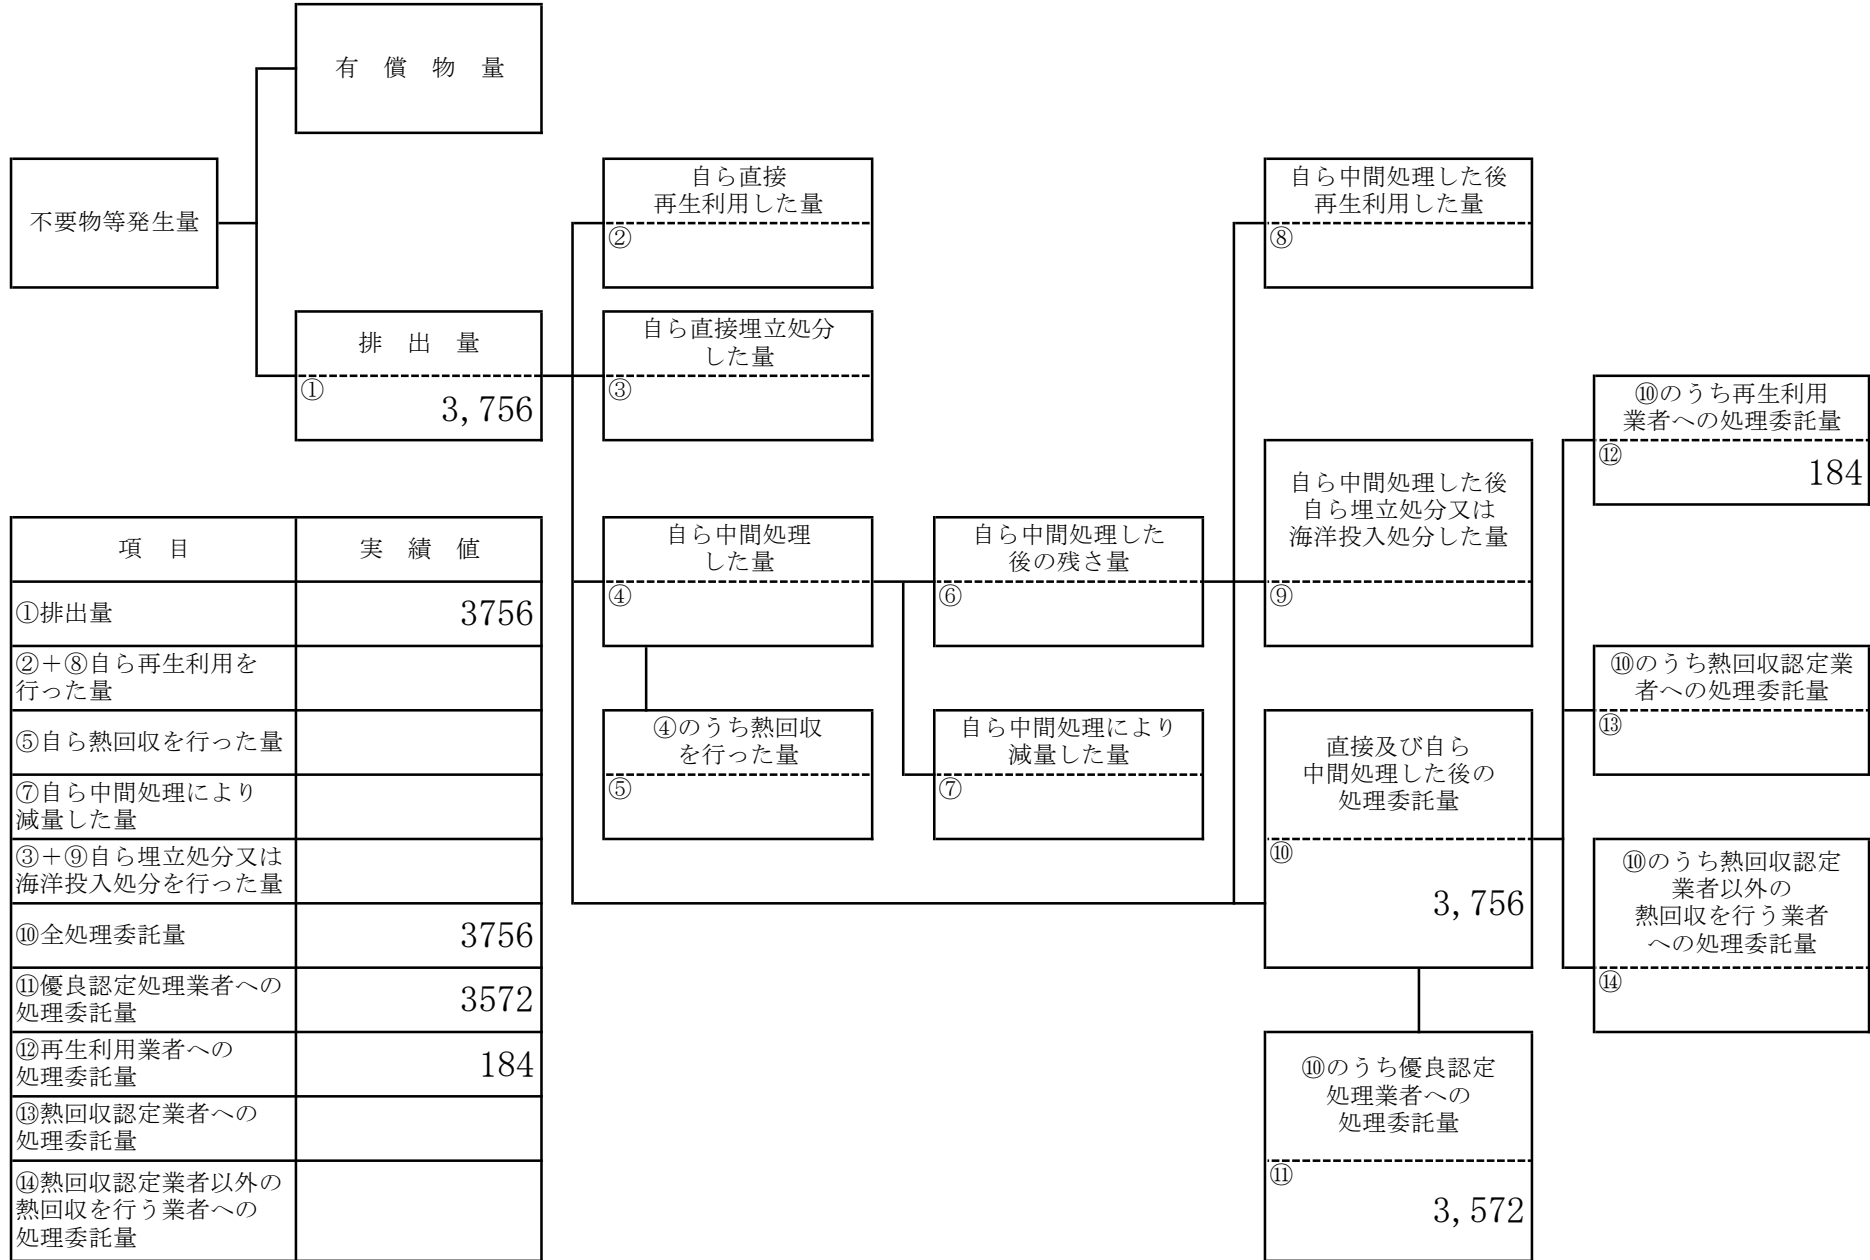 有　償　物　量
不要物等発生量
排　出　量
①
3,756
自ら直接
再生利用した量
②
自ら直接埋立処分
した量
③
自ら中間処理
した量
④
④のうち熱回収
を行った量
⑤
自ら中間処理した
後の残さ量
⑥
自ら中間処理により
減量した量
⑦
自ら中間処理した後
再生利用した量
⑧
自ら中間処理した後
自ら埋立処分又は
海洋投入処分した量
⑨
直接及び自ら
中間処理した後の
処理委託量
⑩
3,756
⑩のうち優良認定
処理業者への
処理委託量
⑪
3,572
⑩のうち再生利用
業者への処理委託量
⑫
184
⑩のうち熱回収認定業
者への処理委託量
⑬
⑩のうち熱回収認定
業者以外の
熱回収を行う業者
への処理委託量
⑭
項　目　実　績　値
①排出量　3756
②＋⑧自ら再生利用を
行った量
⑤自ら熱回収を行った量
⑦自ら中間処理により
減量した量
③＋⑨自ら埋立処分又は
海洋投入処分を行った量
⑩全処理委託量　3756
⑪優良認定処理業者への
処理委託量　3572
⑫再生利用業者への
処理委託量　184
⑬熱回収認定業者への
処理委託量
⑭熱回収認定業者以外の
熱回収を行う業者への
処理委託量